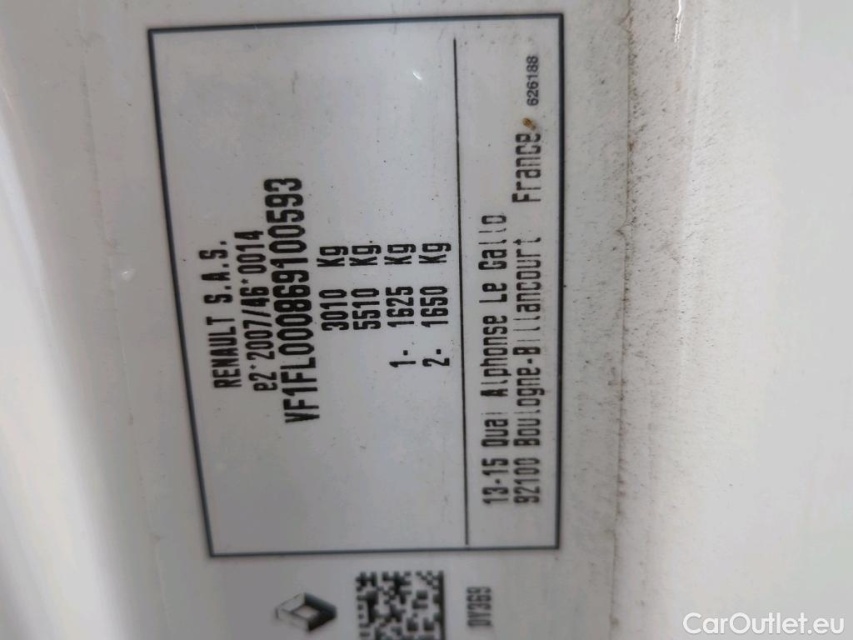 RENAULT S.A.S.
e2*2007/46*0014
VF1FL000869100593
3010 Kg
5510 Kg
1- 1625 Kg
2- 1650 Kg
13-15 Quai Alphonse Le Gallo
92100 Boulogne-Billancourt France
626188
DY369
CarOutlet.eu